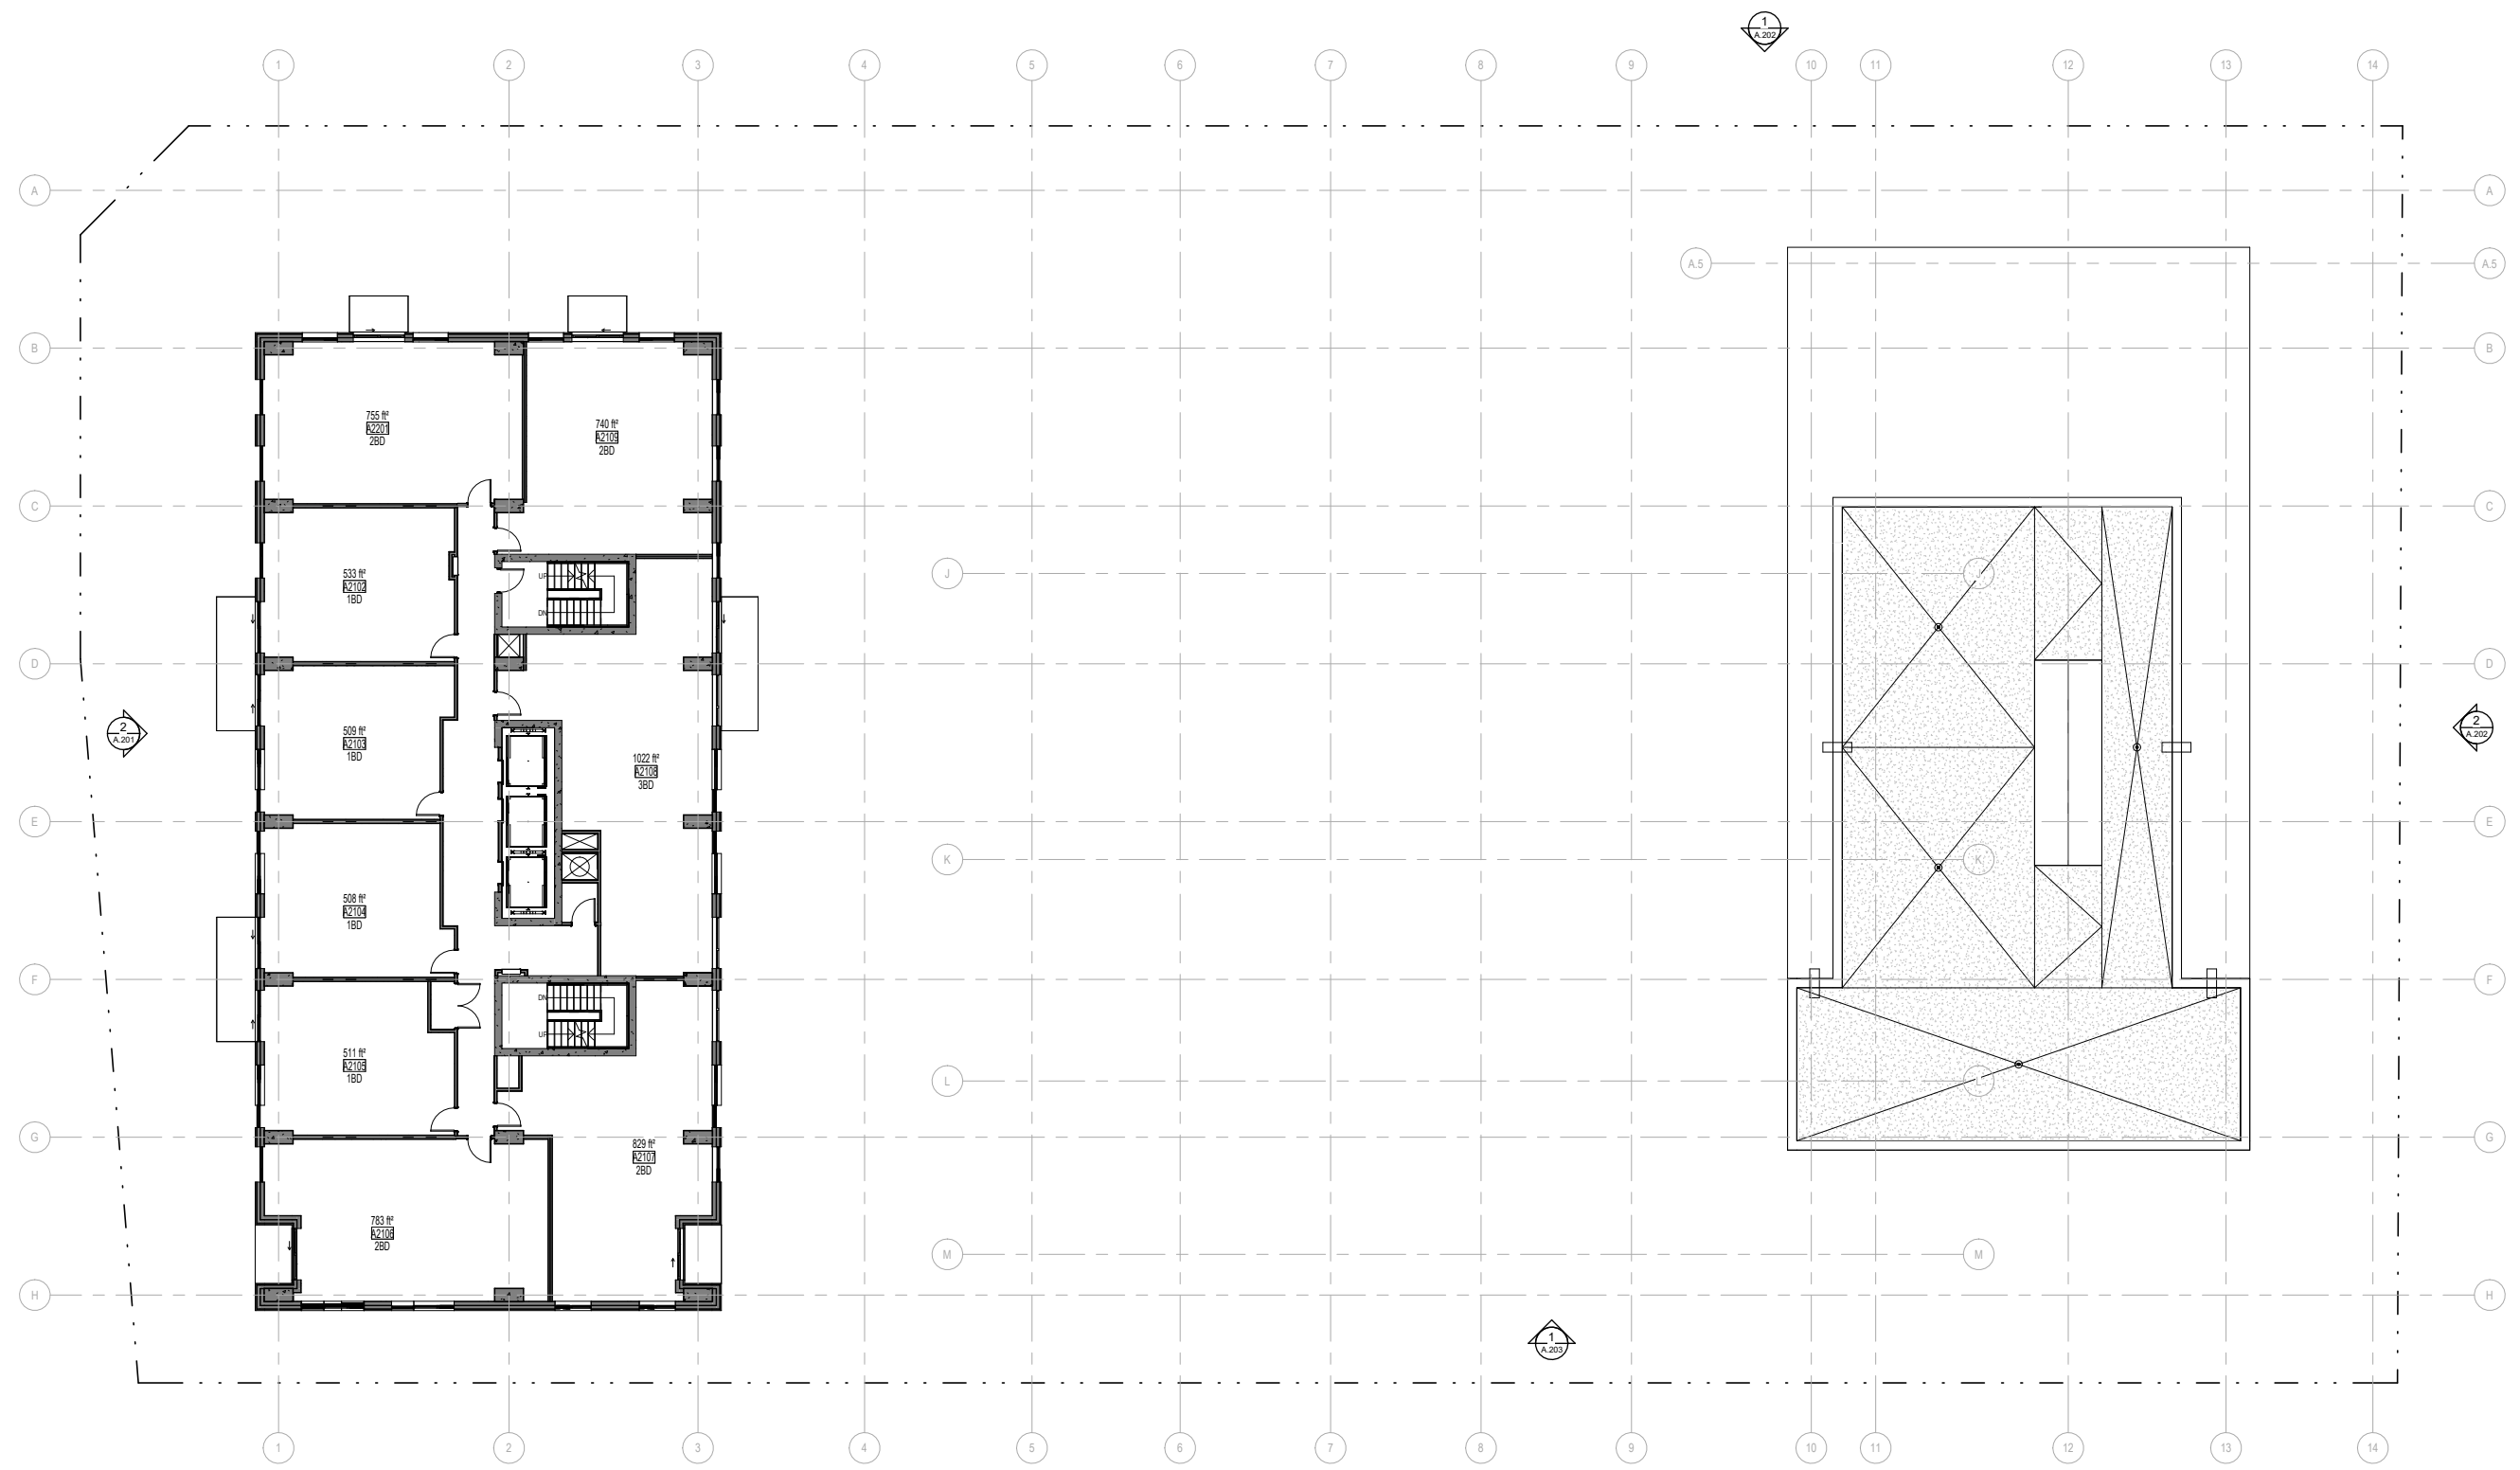 1
A.202
1 2 3 4 5 6 7 8 9 10 11 12 13 14
A A
A.5 A.5
B B
755 ft²
A2201
2BD
740 ft²
A2109
2BD
C C
533 ft²
A2102
1BD
UP
DN
J J
D D
2
A.201
509 ft²
A2103
1BD
1022 ft²
A2108
3BD
2
A.202
E E
K K
508 ft²
A2104
1BD
F F
DN
UP
511 ft²
A2105
1BD
L L
G G
829 ft²
A2107
2BD
783 ft²
A2106
2BD
M M
H H
1
A.203
1 2 3 4 5 6 7 8 9 10 11 12 13 14